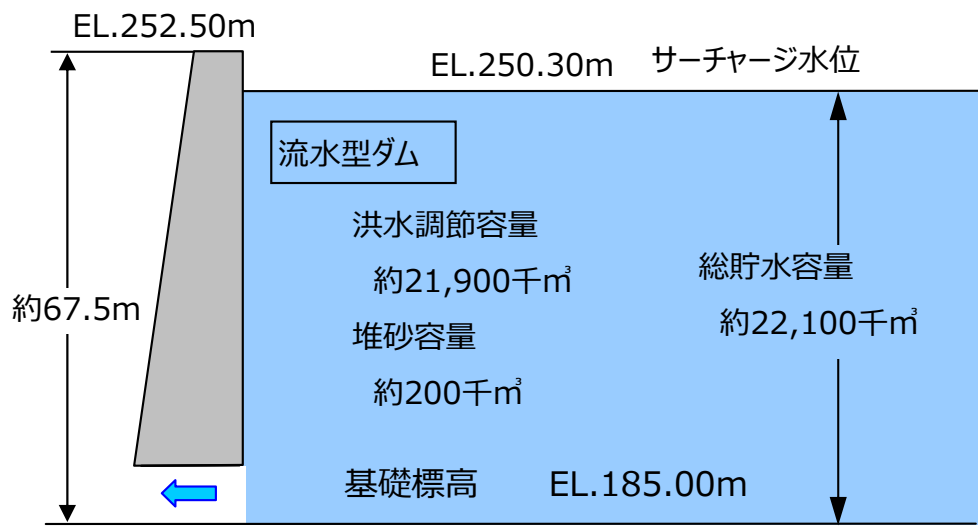 EL.252.50m
EL.250.30m サーチャージ水位
流水型ダム
洪水調節容量
約21,900千㎥
総貯水容量
約22,100千㎥
約67.5m
堆砂容量
約200千㎥
基礎標高 EL.185.00m